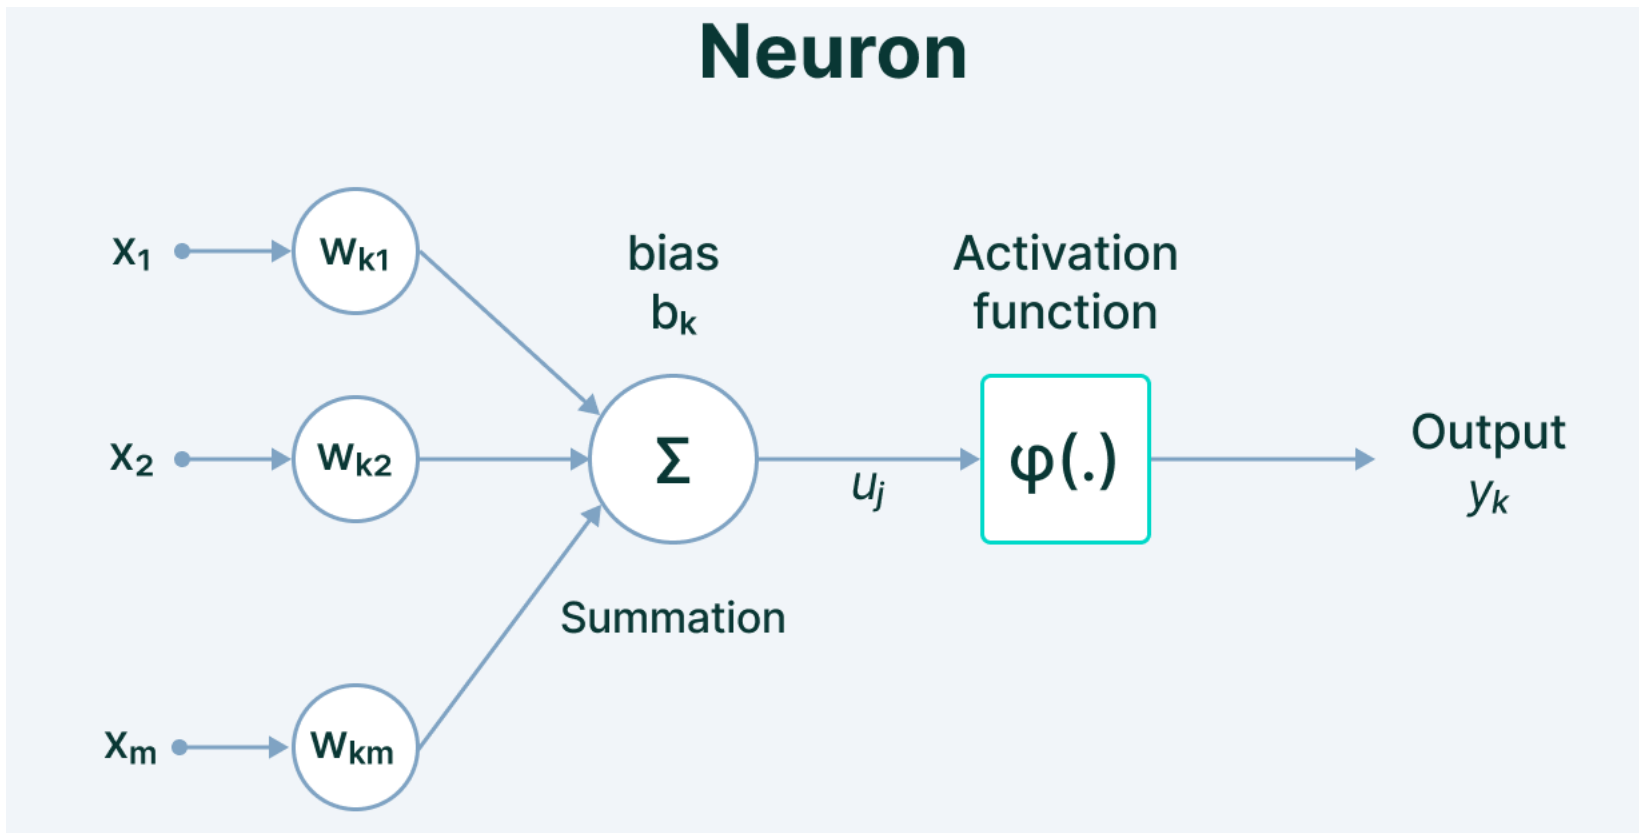 Neuron
x₁
wₖ₁
bias
bₖ
Activation
function
x₂
wₖ₂
Σ
uⱼ
φ(.)
Output
yₖ
Summation
xₘ
wₖₘ